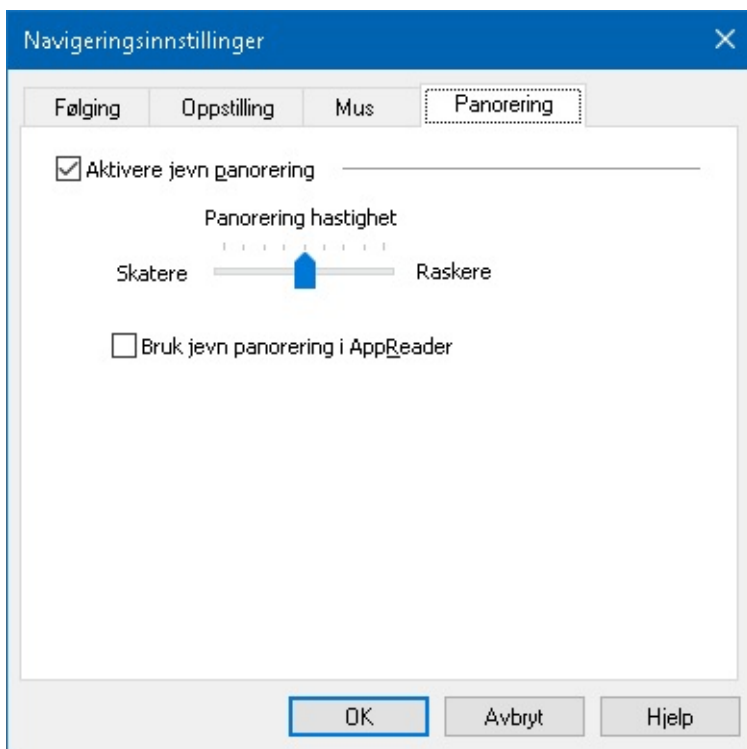 Navigeringsinnstillinger
Følging Oppstilling Mus Panorering
Aktivere jevn panorering
Panorering hastighet
Skatere Raskere
Bruk jevn panorering i AppReader
OK Avbryt Hjelp